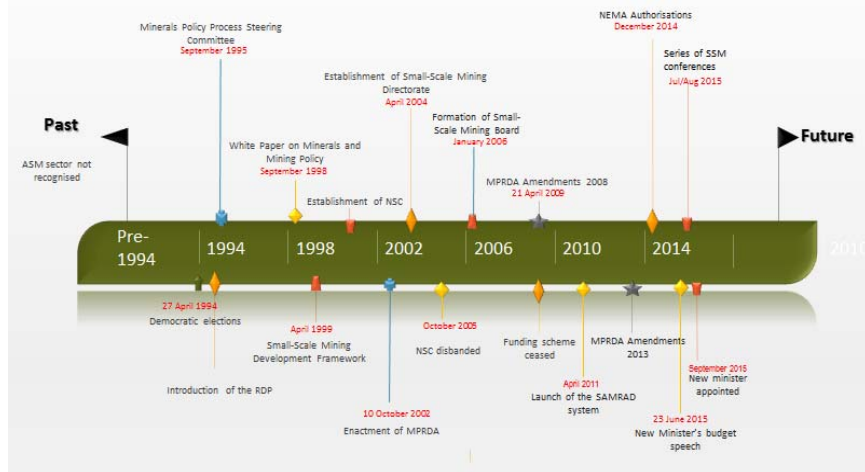 NEMA Authorisations
December 2014
Minerals Policy Process Steering
Committee
September 1995
Series of SSM
conferences
Jul/Aug 2015
Establishment of Small-Scale Mining
Directorate
April 2004
Formation of Small-
Scale Mining Board
January 2006
Past
Future
ASM sector not
recognised
White Paper on Minerals and
Mining Policy
September 1998
MPRDA Amendments 2008
21 April 2009
Establishment of NSC
Pre-
1994
1994
1998
2002
2006
2010
2014
2010
27 April 1994
Democratic elections
Introduction of the RDP
April 1999
Small-Scale Mining
Development Framework
10 October 2002
Enactment of MPRDA
October 2005
NSC disbanded
Funding scheme
ceased
April 2011
Launch of the SAMRAD
system
MPRDA Amendments
2013
September 2015
New minister
appointed
23 June 2015
New Minister's budget
speech